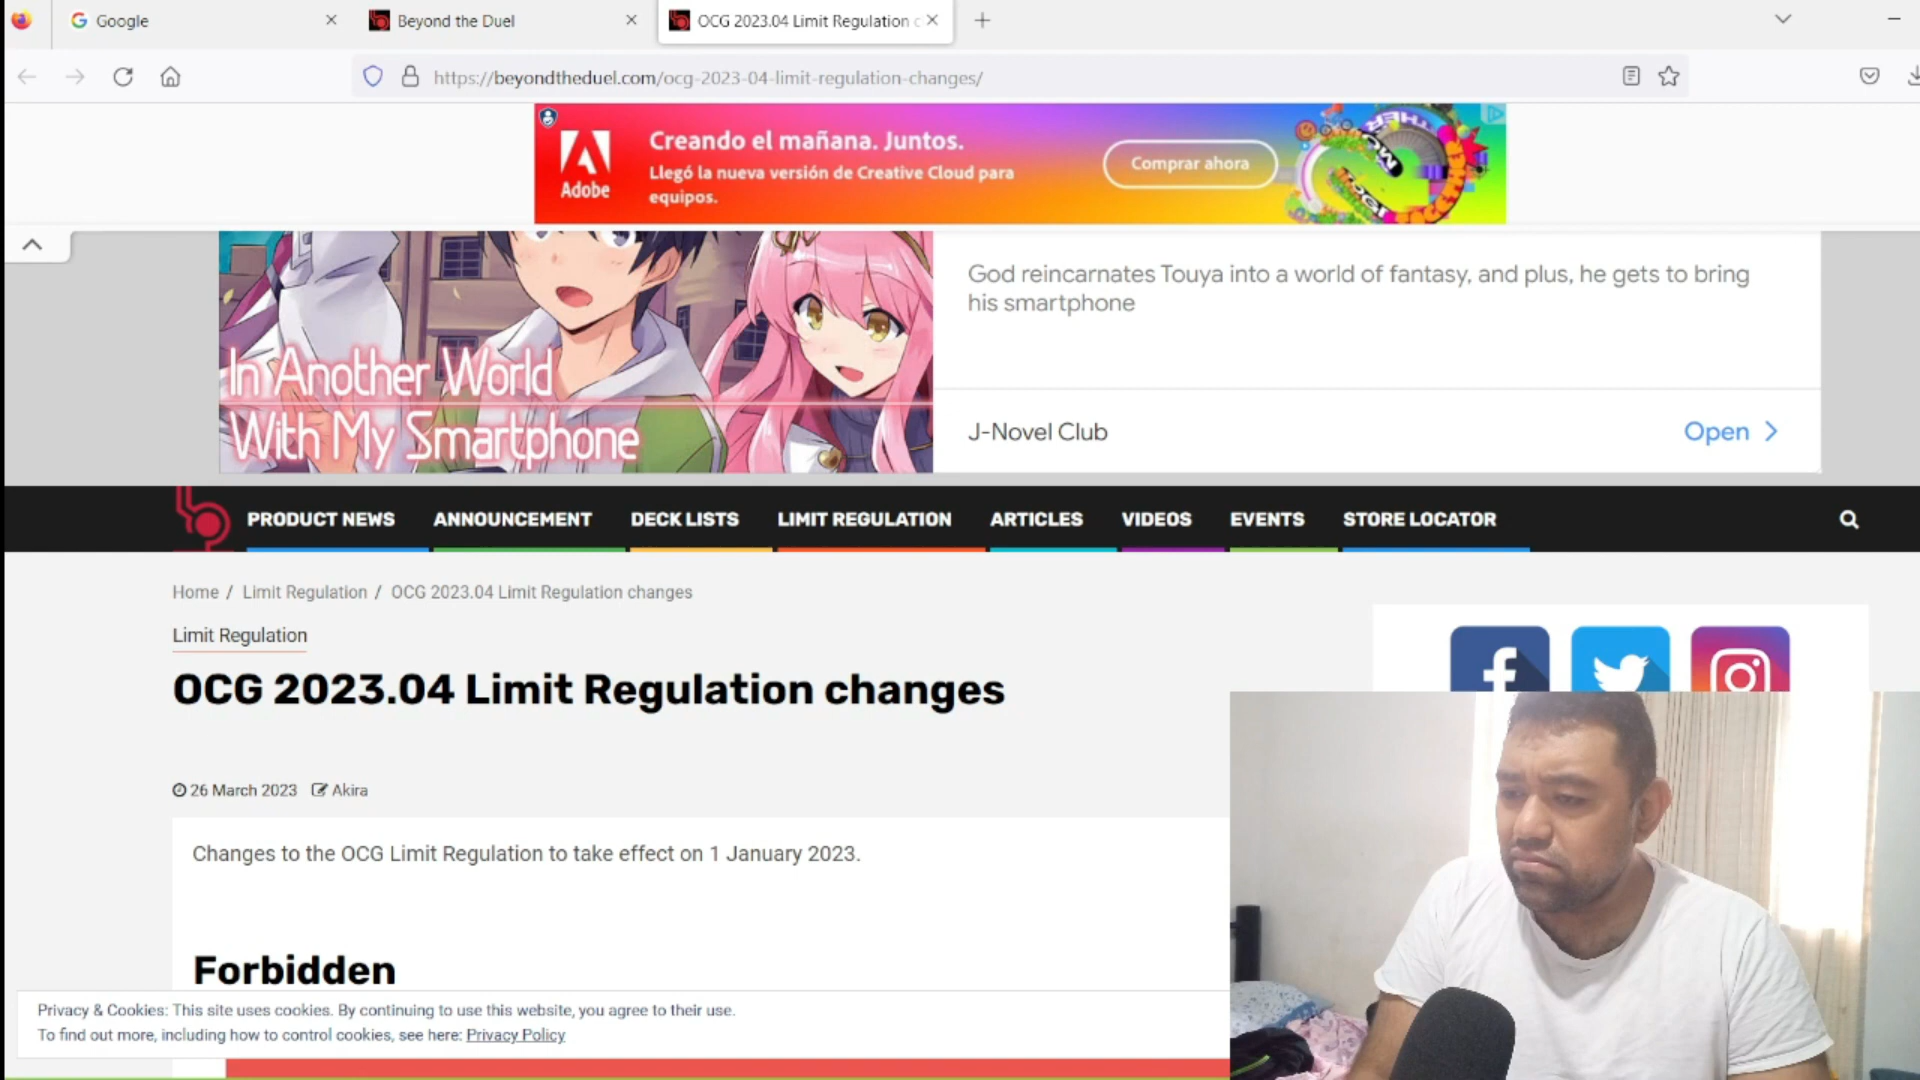 Google
Beyond the Duel
OCG 2023.04 Limit Regulation c
https://beyondtheduel.com/ocg-2023-04-limit-regulation-changes/
Adobe
Creando el mañana. Juntos.
Llegó la nueva versión de Creative Cloud para
equipos.
Comprar ahora
In Another World
With My Smartphone
God reincarnates Touya into a world of fantasy, and plus, he gets to bring
his smartphone
J-Novel Club
Open
PRODUCT NEWS ANNOUNCEMENT DECK LISTS LIMIT REGULATION ARTICLES VIDEOS EVENTS STORE LOCATOR
Home / Limit Regulation / OCG 2023.04 Limit Regulation changes
Limit Regulation
OCG 2023.04 Limit Regulation changes
26 March 2023 Akira
Changes to the OCG Limit Regulation to take effect on 1 January 2023.
Forbidden
Privacy & Cookies: This site uses cookies. By continuing to use this website, you agree to their use.
To find out more, including how to control cookies, see here: Privacy Policy